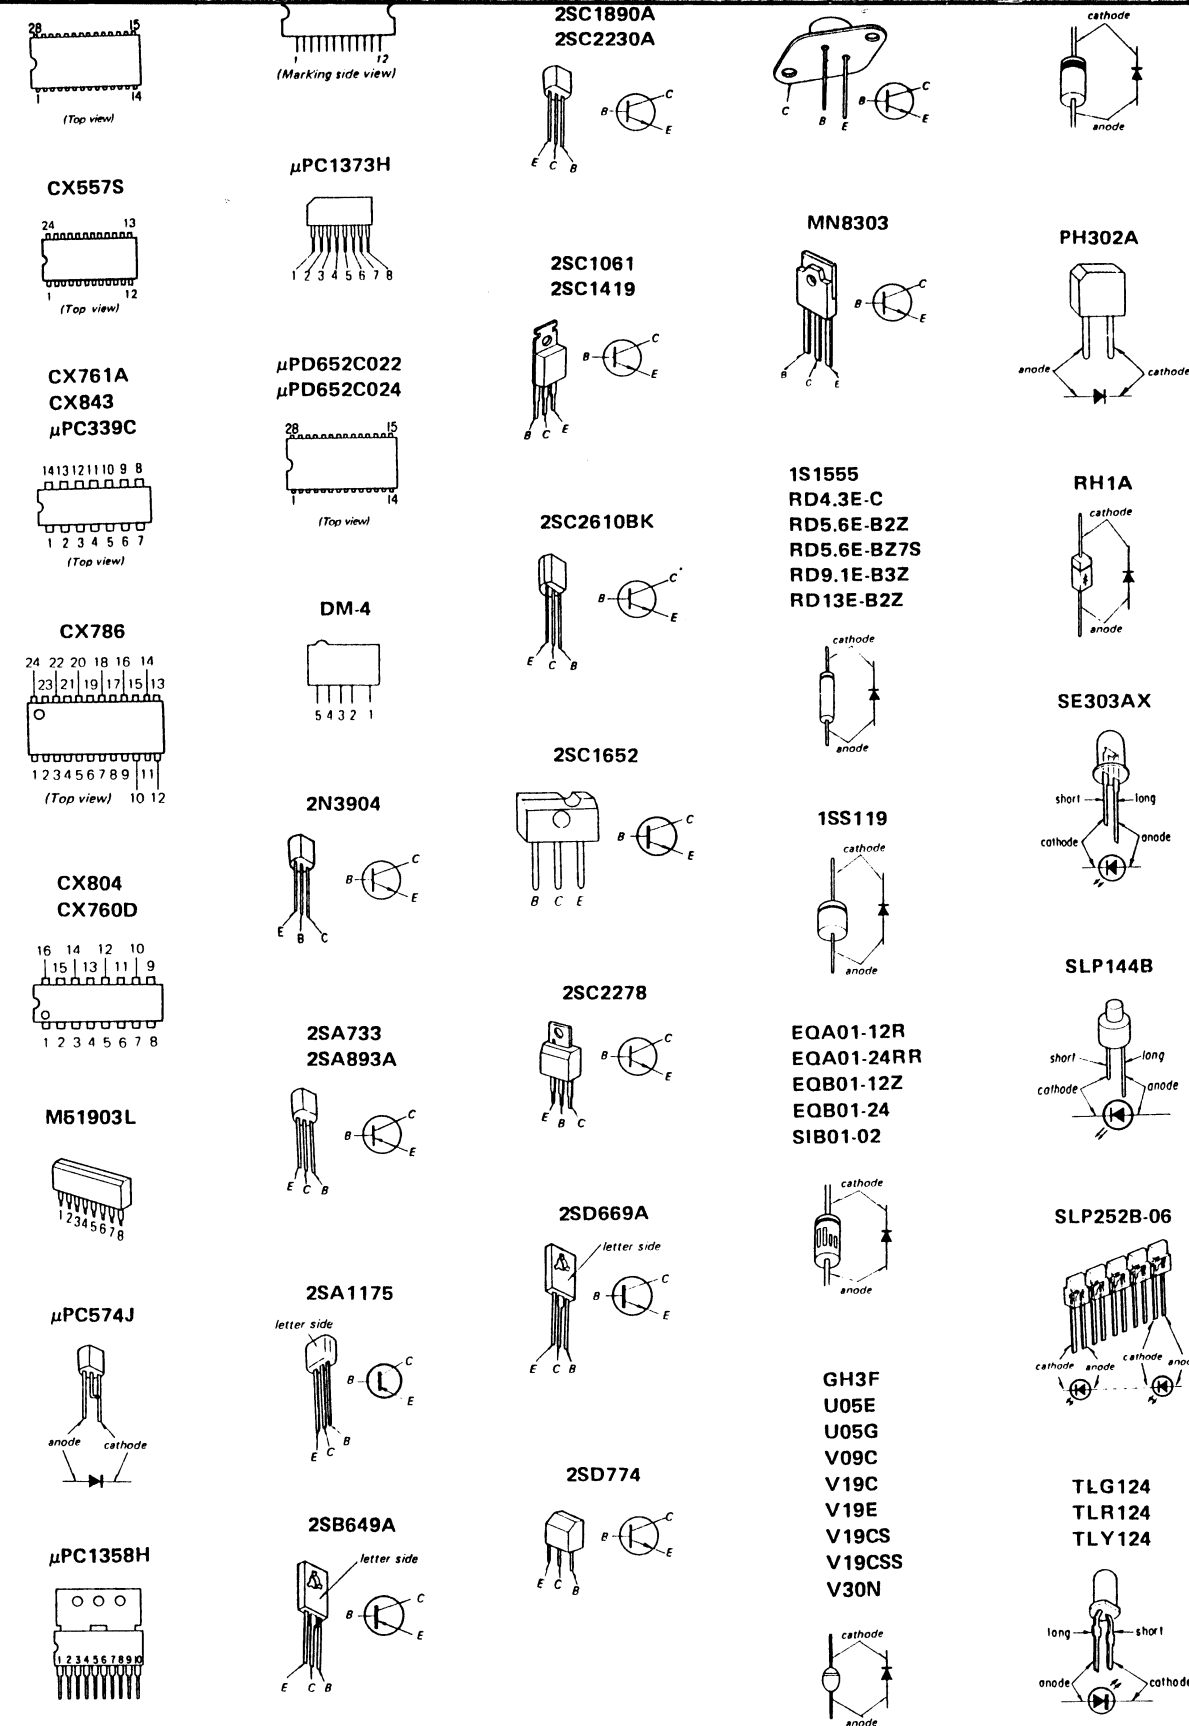 28 15
1 14
(Top view)
CX557S
24 13
1 12
(Top view)
CX761A
CX843
μPC339C
14 13 12 11 10 9 8
1 2 3 4 5 6 7
(Top view)
CX786
24 22 20 18 16 14
23 21 19 17 15 13
1 2 3 4 5 6 7 8 9 11
(Top view) 10 12
CX804
CX760D
16 14 12 10
15 13 11 9
1 2 3 4 5 6 7 8
M51903L
1 2 3 4 5 6 7 8
μPC574J
anode cathode
μPC1358H
1 2 3 4 5 6 7 8 9 10
1 12
(Marking side view)
μPC1373H
1 2 3 4 5 6 7 8
μPD652C022
μPD652C024
28 15
1 14
(Top view)
DM-4
5 4 3 2 1
2N3904
B C E
E B C
2SA733
2SA893A
B C E
E C B
2SA1175
letter side
B C E
E C B
2SB649A
letter side
B C E
E C B
2SC1890A
2SC2230A
B C E
E C B
2SC1061
2SC1419
B C E
B C E
2SC2610BK
B C E
E C B
2SC1652
B C E
B C E
2SC2278
B C E
E B C
2SD669A
letter side
B C E
E C B
2SD774
B C E
E C B
C B E
B C E
MN8303
B C E
B C E
1S1555
RD4.3E-C
RD5.6E-B2Z
RD5.6E-BZ7S
RD9.1E-B3Z
RD13E-B2Z
cathode
anode
1SS119
cathode
anode
EQA01-12R
EQA01-24RR
EQB01-12Z
EQB01-24
SIB01-02
cathode
anode
GH3F
U05E
U05G
V09C
V19C
V19E
V19CS
V19CSS
V30N
cathode
anode
cathode
anode
PH302A
anode cathode
RH1A
cathode
anode
SE303AX
short long
cathode anode
SLP144B
short long
cathode anode
SLP252B-06
cathode anode cathode ano
TLG124
TLR124
TLY124
long short
anode cathode